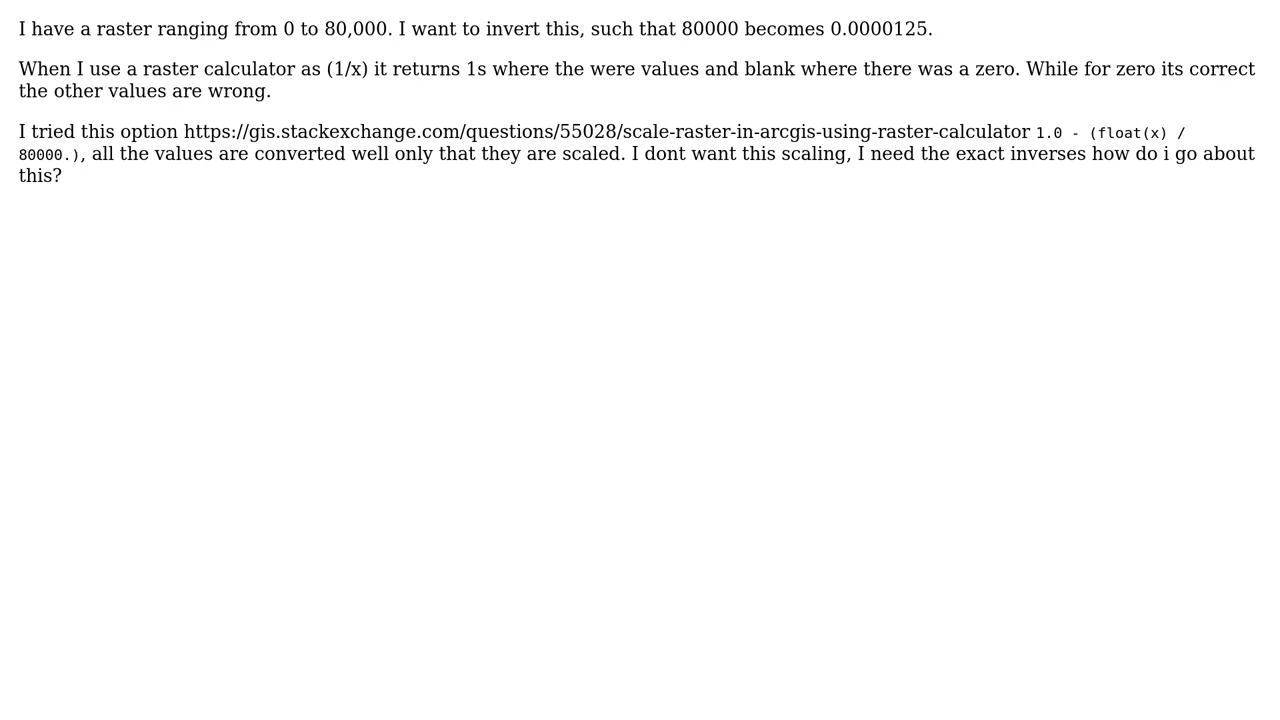 I have a raster ranging from 0 to 80,000. I want to invert this, such that 80000 becomes 0.0000125.
When I use a raster calculator as (1/x) it returns 1s where the were values and blank where there was a zero. While for zero its correct
the other values are wrong.
I tried this option https://gis.stackexchange.com/questions/55028/scale-raster-in-arcgis-using-raster-calculator 1.0 - (float(x) /
80000.), all the values are converted well only that they are scaled. I dont want this scaling, I need the exact inverses how do i go about
this?